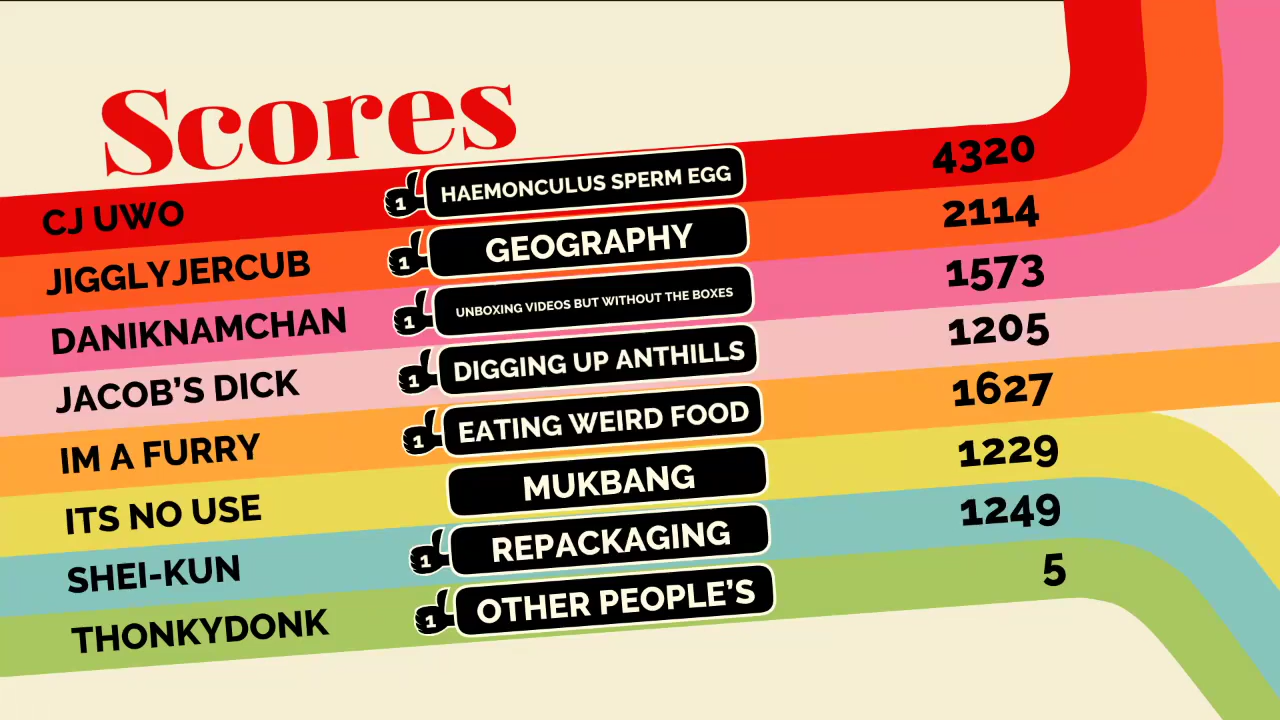 Scores
CJ UWO 1 HAEMONCULUS SPERM EGG 4320
JIGGLYJERCUB 1 GEOGRAPHY 2114
DANIKNAMCHAN 1 UNBOXING VIDEOS BUT WITHOUT THE BOXES 1573
JACOB'S DICK 1 DIGGING UP ANTHILLS 1205
IM A FURRY 1 EATING WEIRD FOOD 1627
ITS NO USE MUKBANG 1229
SHEI-KUN 1 REPACKAGING 1249
THONKYDONK 1 OTHER PEOPLE'S 5